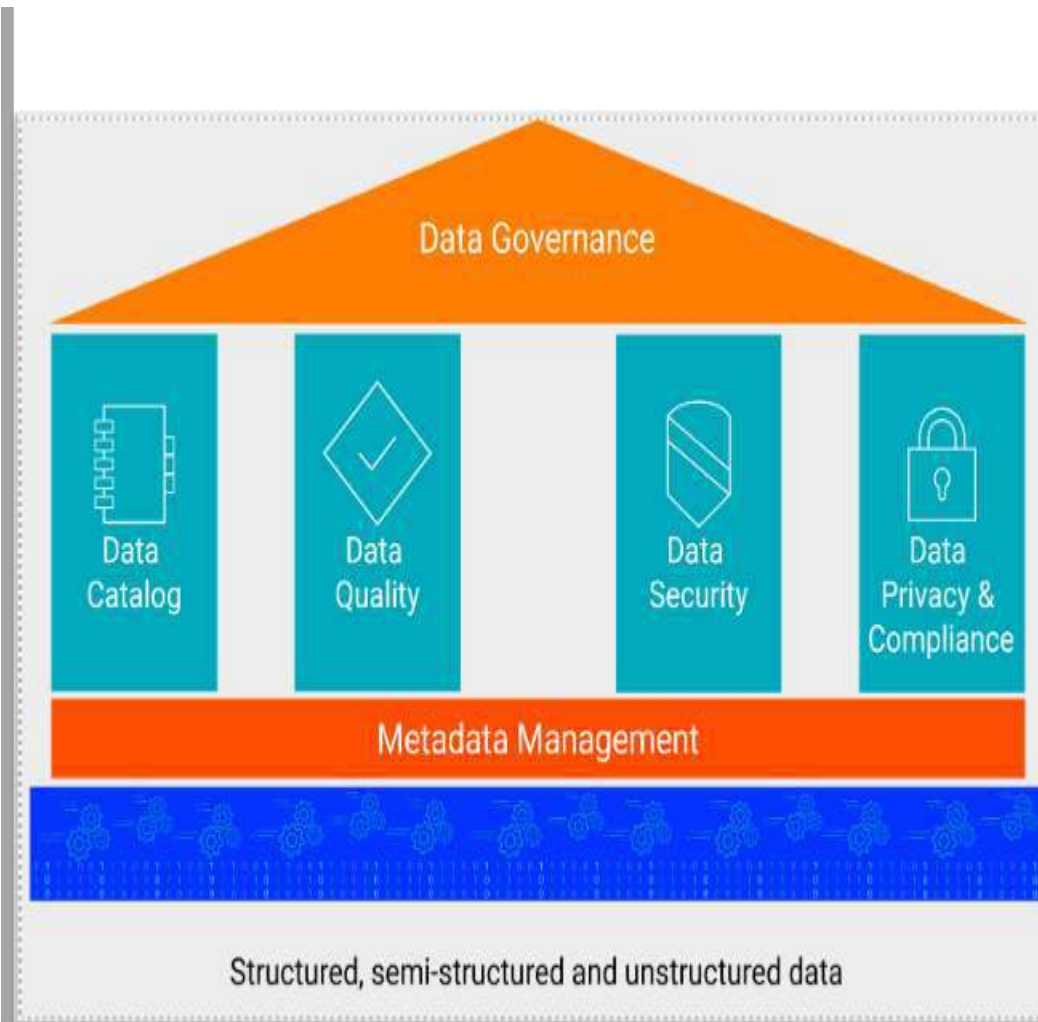 Data Governance
Data
Catalog
Data
Quality
Data
Security
Data
Privacy &
Compliance
Metadata Management
Structured, semi-structured and unstructured data